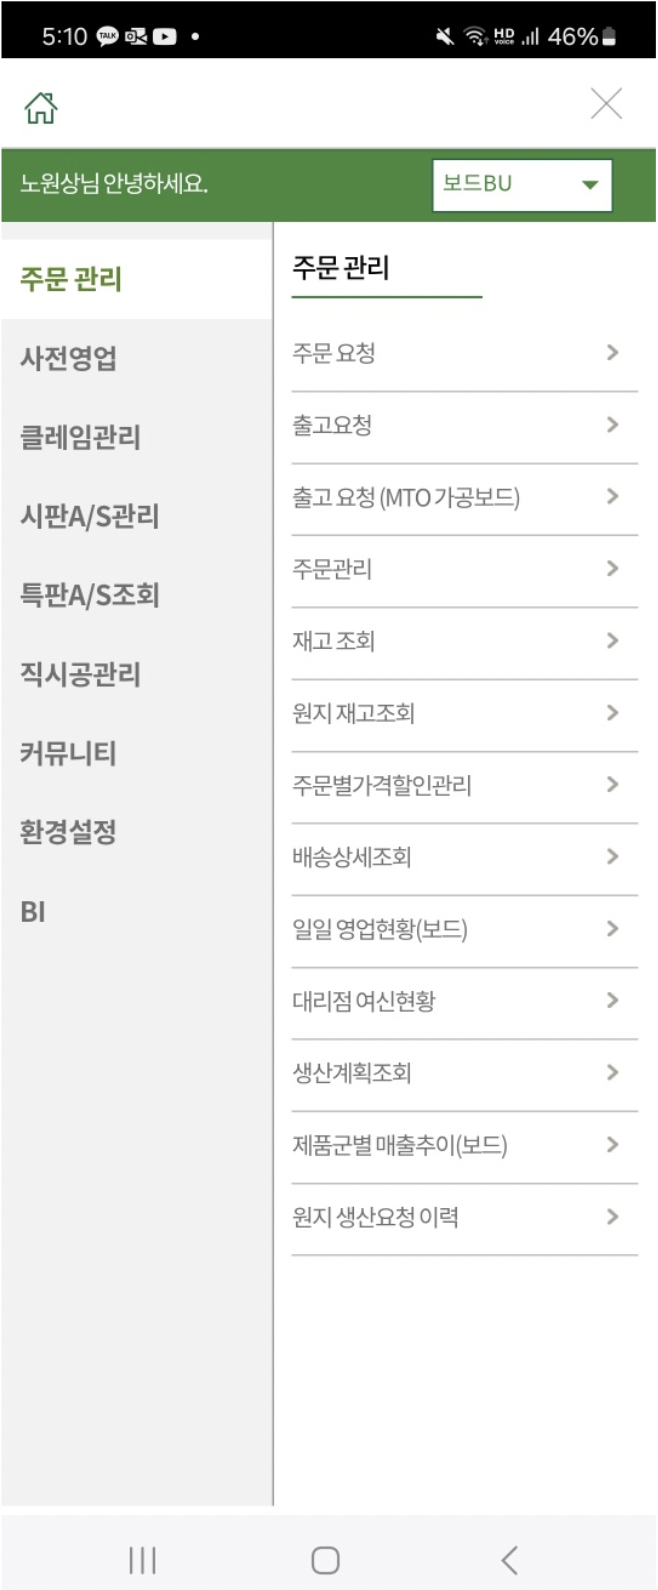 5:10
TALK
HD voice
46%
노원상님 안녕하세요.
보드BU
주문 관리
사전영업
클레임관리
시판A/S관리
특판A/S조회
직시공관리
커뮤니티
환경설정
BI
주문 관리
주문 요청
출고요청
출고 요청 (MTO 가공보드)
주문관리
재고 조회
원지 재고조회
주문별가격할인관리
배송상세조회
일일 영업현황(보드)
대리점 여신현황
생산계획조회
제품군별 매출추이(보드)
원지 생산요청 이력